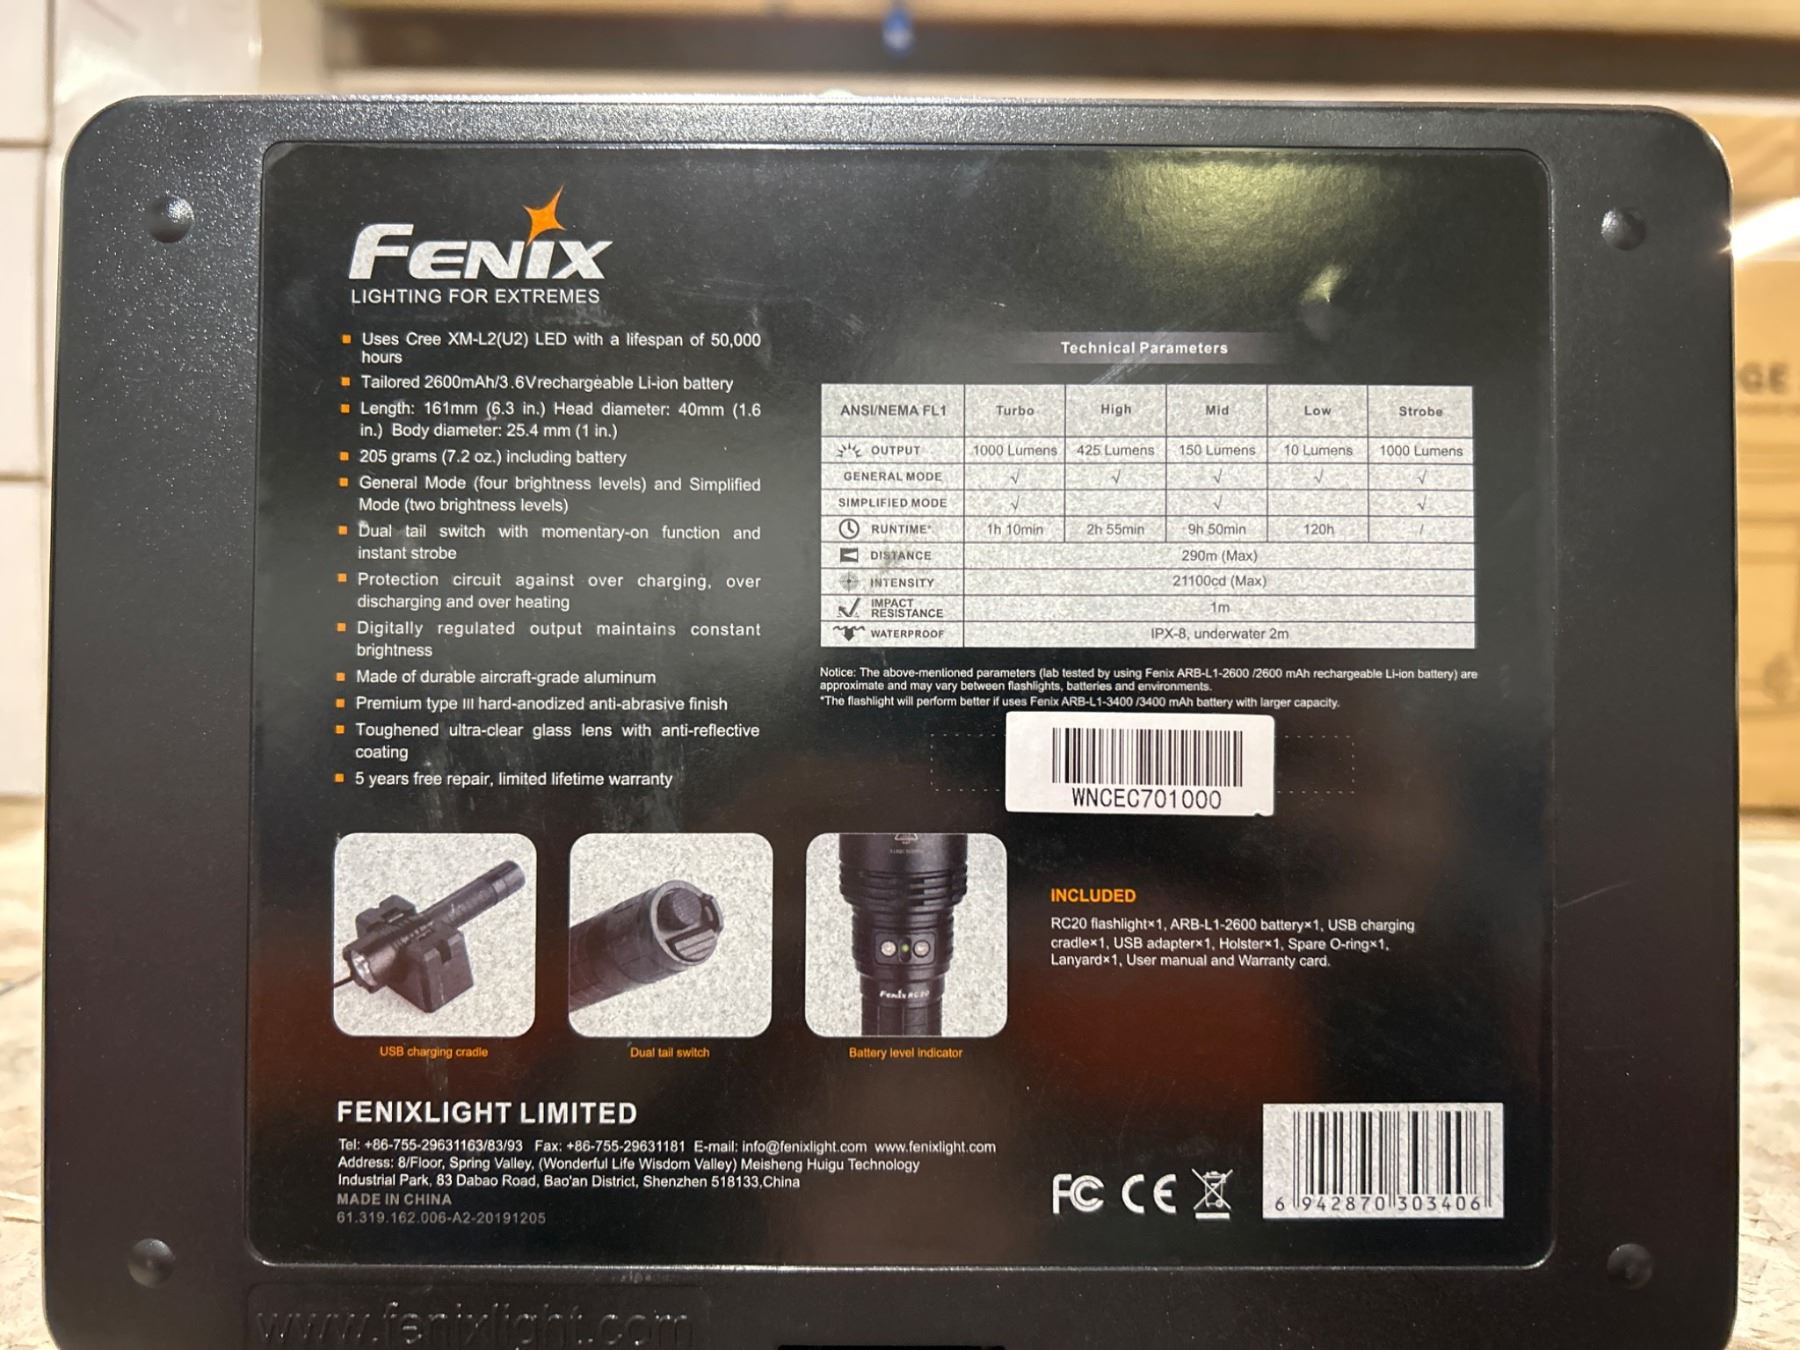 FENIX
LIGHTING FOR EXTREMES
Uses Cree XM-L2(U2) LED with a lifespan of 50,000
hours
Tailored 2600mAh/3.6Vrechargeable Li-ion battery
Length: 161mm (6.3 in.) Head diameter: 40mm (1.6
in.) Body diameter: 25.4 mm (1 in.)
205 grams (7.2 oz.) including battery
General Mode (four brightness levels) and Simplified
Mode (two brightness levels)
Dual tail switch with momentary-on function and
instant strobe
Protection circuit against over charging, over
discharging and over heating
Digitally regulated output maintains constant
brightness
Made of durable aircraft-grade aluminum
Premium type III hard-anodized anti-abrasive finish
Toughened ultra-clear glass lens with anti-reflective
coating
5 years free repair, limited lifetime warranty
Technical Parameters
ANSI/NEMA FL1 Turbo High Mid Low Strobe
OUTPUT 1000 Lumens 425 Lumens 150 Lumens 10 Lumens 1000 Lumens
GENERAL MODE √ √ √ √ √
SIMPLIFIED MODE √ √ √
RUNTIME* 1h 10min 2h 55min 9h 50min 120h /
DISTANCE 290m (Max)
INTENSITY 21100cd (Max)
IMPACT
RESISTANCE 1m
WATERPROOF IPX-8, underwater 2m
Notice: The above-mentioned parameters (lab tested by using Fenix ARB-L1-2600 /2600 mAh rechargeable Li-ion battery) are
approximate and may vary between flashlights, batteries and environments.
*The flashlight will perform better if uses Fenix ARB-L1-3400 /3400 mAh battery with larger capacity.
WNCEC701000
Fenix RC20
USB charging cradle
Dual tail switch
Battery level indicator
INCLUDED
RC20 flashlight×1, ARB-L1-2600 battery×1, USB charging
cradle×1, USB adapter×1, Holster×1, Spare O-ring×1,
Lanyard×1, User manual and Warranty card.
FENIXLIGHT LIMITED
Tel: +86-755-29631163/83/93 Fax: +86-755-29631181 E-mail: info@fenixlight.com www.fenixlight.com
Address: 8/Floor, Spring Valley, (Wonderful Life Wisdom Valley) Meisheng Huigu Technology
Industrial Park, 83 Dabao Road, Bao'an District, Shenzhen 518133,China
MADE IN CHINA
61.319.162.006-A2-20191205
FC CE
6 942870 303406
www.fenixlight.com
GE